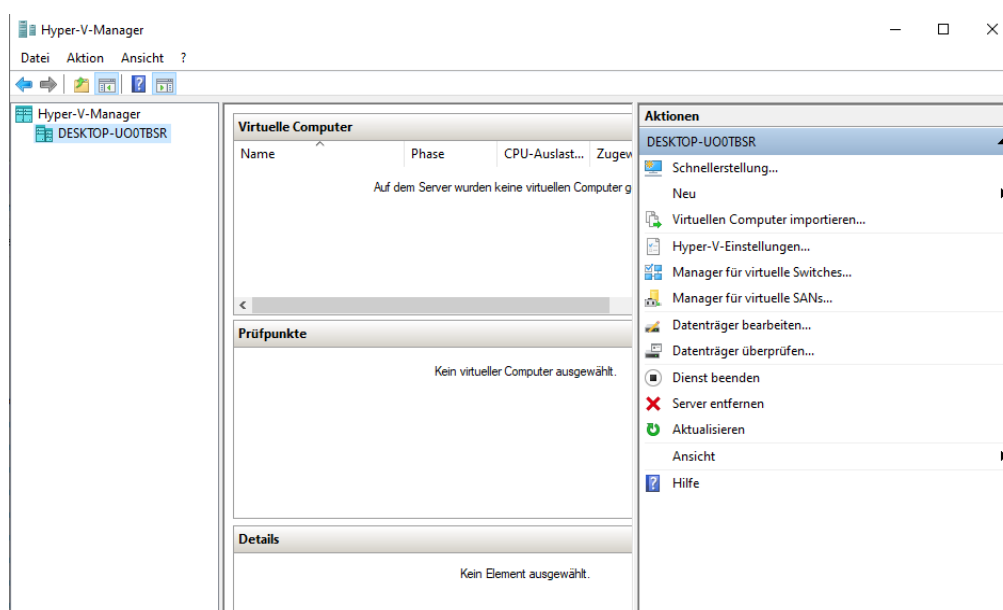 Hyper-V-Manager
Datei Aktion Ansicht ?
Hyper-V-Manager
DESKTOP-UO0TBSR
Virtuelle Computer
Name Phase CPU-Auslast... Zugew
Auf dem Server wurden keine virtuellen Computer g
Prüfpunkte
Kein virtueller Computer ausgewählt.
Details
Kein Element ausgewählt.
Aktionen
DESKTOP-UO0TBSR
Schnellerstellung...
Neu
Virtuellen Computer importieren...
Hyper-V-Einstellungen...
Manager für virtuelle Switches...
Manager für virtuelle SANs...
Datenträger bearbeiten...
Datenträger überprüfen...
Dienst beenden
Server entfernen
Aktualisieren
Ansicht
Hilfe